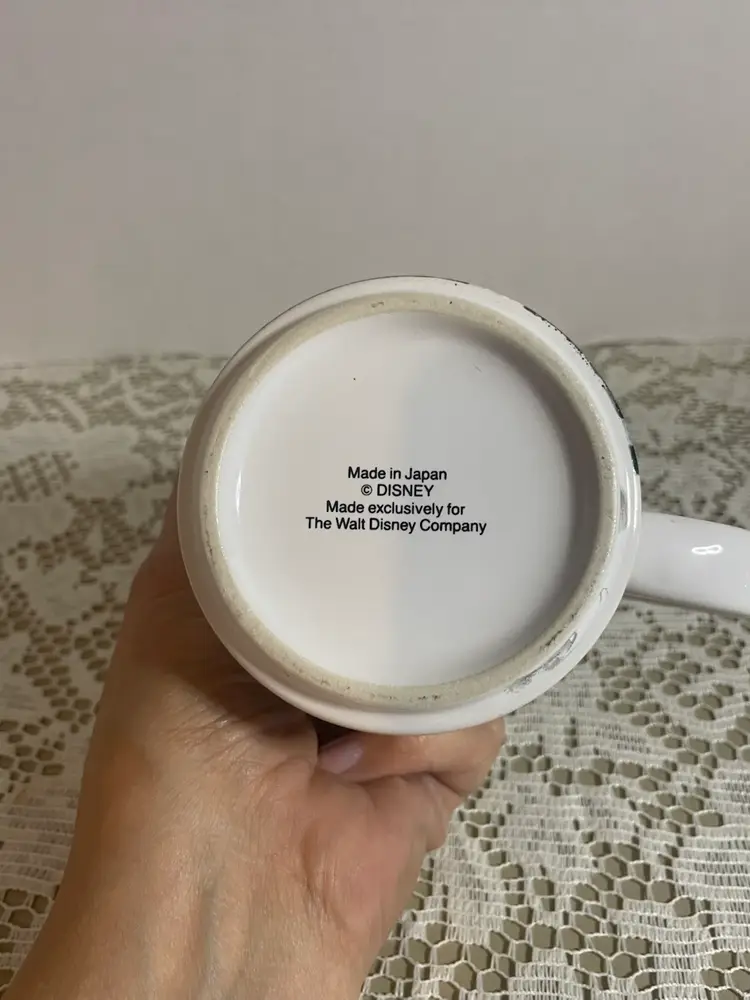 Made in Japan
© DISNEY
Made exclusively for
The Walt Disney Company